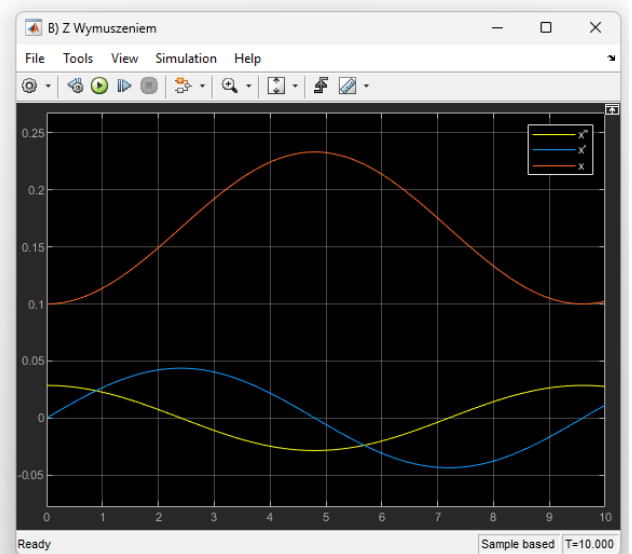 B) Z Wymuszeniem
File Tools View Simulation Help
x"
x'
x
0.25
0.2
0.15
0.1
0.05
0
-0.05
0 1 2 3 4 5 6 7 8 9 10
Ready Sample based T=10.000